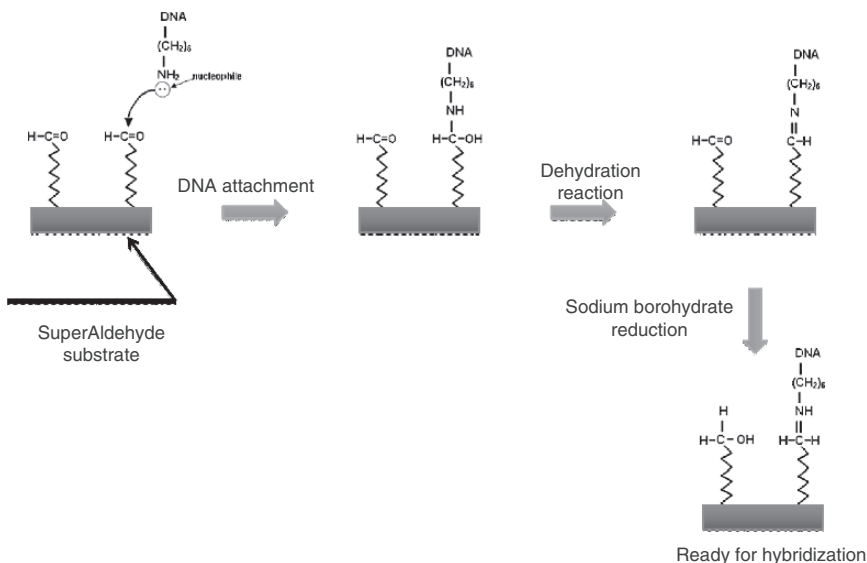 DNA
(CH₂)₆
NH₂
nucleophile
H–C=O
H–C=O
DNA attachment
SuperAldehyde
substrate
DNA
(CH₂)₆
NH
H–C=O
H–C–OH
Dehydration
reaction
DNA
(CH₂)₆
N
H–C=O
C–H
Sodium borohydrate
reduction
DNA
(CH₂)₆
H
NH
H–C–OH
H–C–H
Ready for hybridization